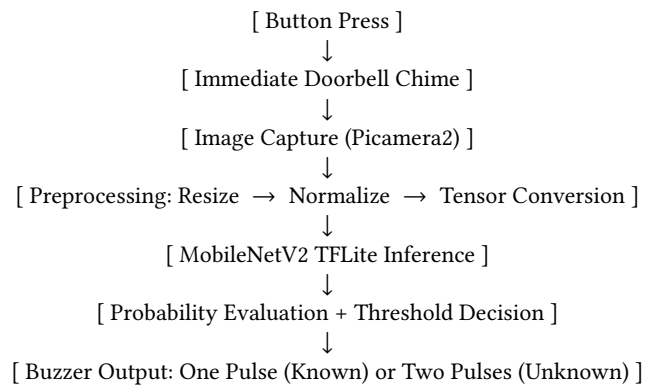 [ Button Press ]
↓
[ Immediate Doorbell Chime ]
↓
[ Image Capture (Picamera2) ]
↓
[ Preprocessing: Resize → Normalize → Tensor Conversion ]
↓
[ MobileNetV2 TFLite Inference ]
↓
[ Probability Evaluation + Threshold Decision ]
↓
[ Buzzer Output: One Pulse (Known) or Two Pulses (Unknown) ]